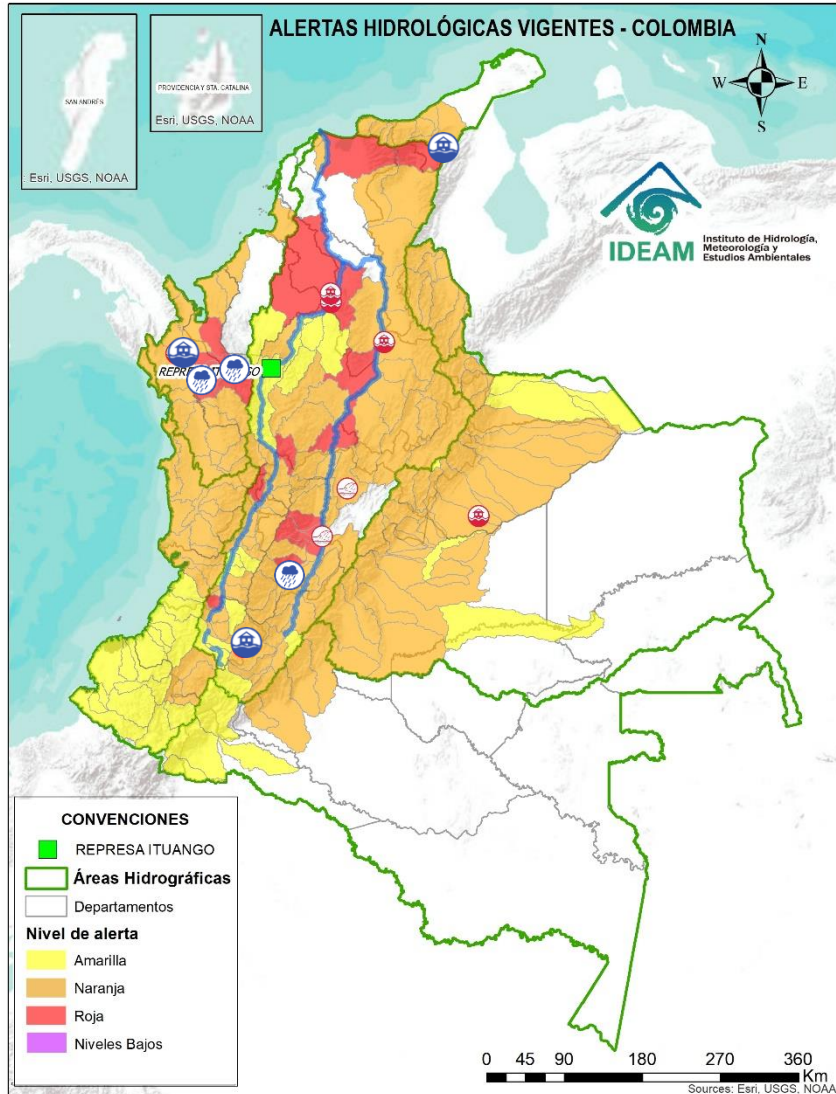 ALERTAS HIDROLÓGICAS VIGENTES - COLOMBIA
SAN ANDRÉS
Esri, USGS, NOAA
PROVIDENCIA Y STA. CATALINA
Esri, USGS, NOAA
N
W
E
S
IDEAM
Instituto de Hidrología,
Meteorología y
Estudios Ambientales
CONVENCIONES
REPRESA ITUANGO
Áreas Hidrográficas
Departamentos
Nivel de alerta
Amarilla
Naranja
Roja
Niveles Bajos
0 45 90 180 270 360
Km
Sources: Esri, USGS, NOAA